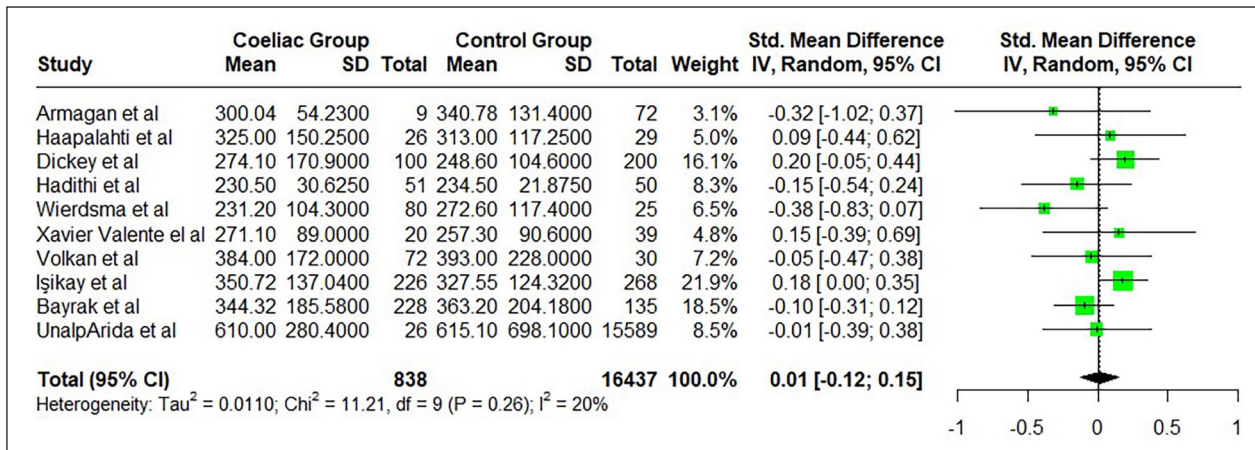 Coeliac Group Control Group Std. Mean Difference Std. Mean Difference
Study Mean SD Total Mean SD Total Weight IV, Random, 95% CI IV, Random, 95% CI
Armagan et al 300.04 54.2300 9 340.78 131.4000 72 3.1% -0.32 [-1.02; 0.37]
Haapalahti et al 325.00 150.2500 26 313.00 117.2500 29 5.0% 0.09 [-0.44; 0.62]
Dickey et al 274.10 170.9000 100 248.60 104.6000 200 16.1% 0.20 [-0.05; 0.44]
Hadithi et al 230.50 30.6250 51 234.50 21.8750 50 8.3% -0.15 [-0.54; 0.24]
Wierdsma et al 231.20 104.3000 80 272.60 117.4000 25 6.5% -0.38 [-0.83; 0.07]
Xavier Valente el al 271.10 89.0000 20 257.30 90.6000 39 4.8% 0.15 [-0.39; 0.69]
Volkan et al 384.00 172.0000 72 393.00 228.0000 30 7.2% -0.05 [-0.47; 0.38]
Işikay et al 350.72 137.0400 226 327.55 124.3200 268 21.9% 0.18 [ 0.00; 0.35]
Bayrak et al 344.32 185.5800 228 363.20 204.1800 135 18.5% -0.10 [-0.31; 0.12]
UnalpArida et al 610.00 280.4000 26 615.10 698.1000 15589 8.5% -0.01 [-0.39; 0.38]
Total (95% CI) 838 16437 100.0% 0.01 [-0.12; 0.15]
Heterogeneity: Tau² = 0.0110; Chi² = 11.21, df = 9 (P = 0.26); I² = 20%
-1 -0.5 0 0.5 1